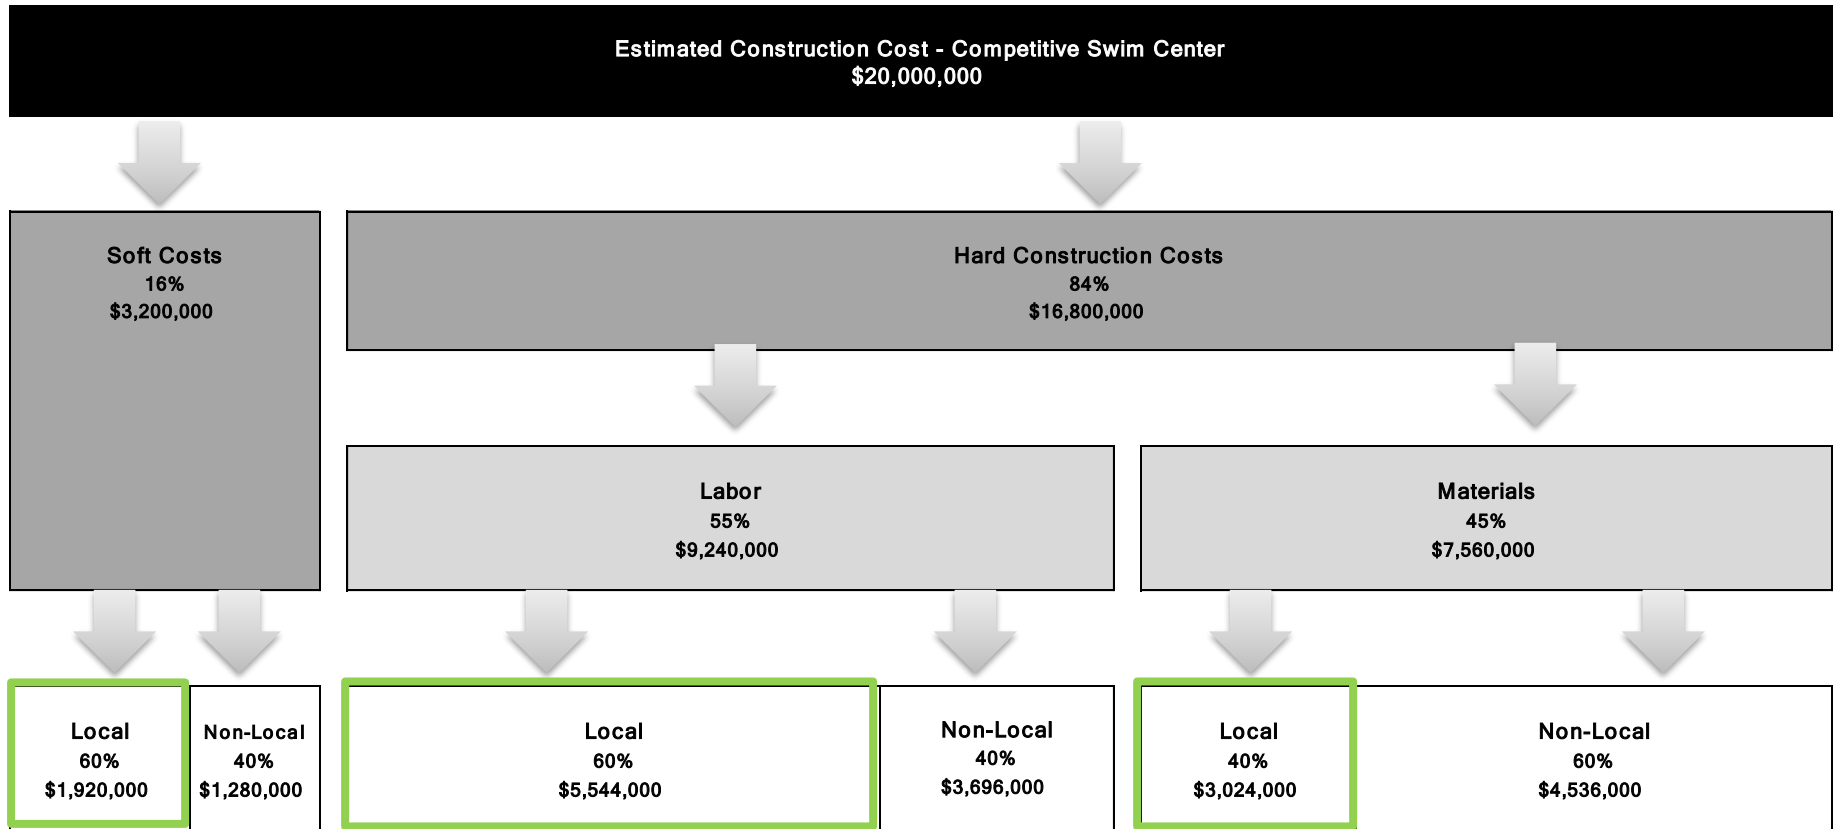 Estimated Construction Cost - Competitive Swim Center
$20,000,000
Soft Costs
16%
$3,200,000
Hard Construction Costs
84%
$16,800,000
Labor
55%
$9,240,000
Materials
45%
$7,560,000
Local
60%
$1,920,000
Non-Local
40%
$1,280,000
Local
60%
$5,544,000
Non-Local
40%
$3,696,000
Local
40%
$3,024,000
Non-Local
60%
$4,536,000